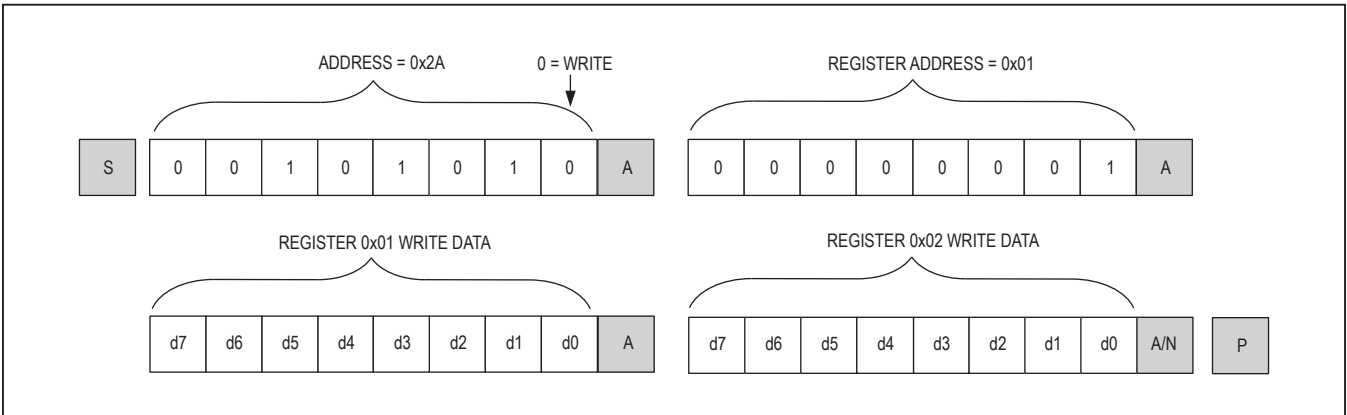 ADDRESS = 0x2A 0 = WRITE REGISTER ADDRESS = 0x01
S 0 0 1 0 1 0 1 0 A 0 0 0 0 0 0 0 1 A
REGISTER 0x01 WRITE DATA REGISTER 0x02 WRITE DATA
d7 d6 d5 d4 d3 d2 d1 d0 A d7 d6 d5 d4 d3 d2 d1 d0 A/N P